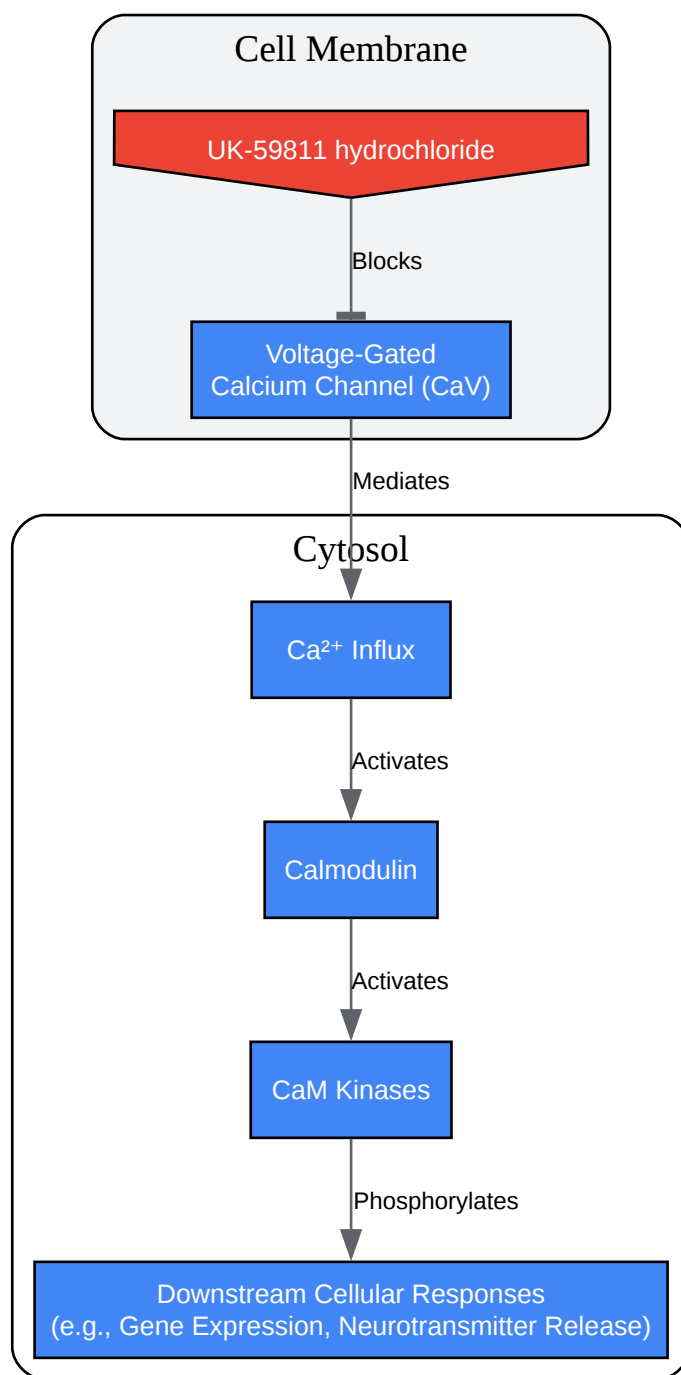 Cell Membrane
UK-59811 hydrochloride
Blocks
Voltage-Gated
Calcium Channel (CaV)
Mediates
Cytosol
Ca²⁺ Influx
Activates
Calmodulin
Activates
CaM Kinases
Phosphorylates
Downstream Cellular Responses
(e.g., Gene Expression, Neurotransmitter Release)